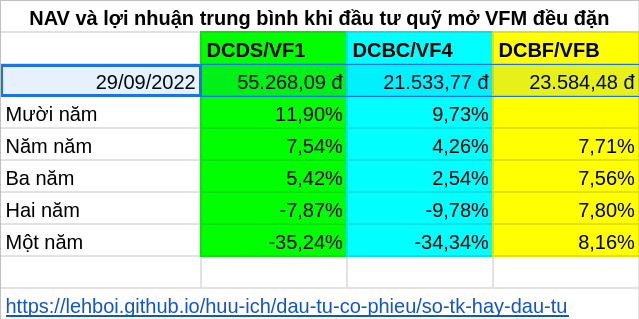 NAV và lợi nhuận trung bình khi đầu tư quỹ mở VFM đều đặn
DCDS/VF1 DCBC/VF4 DCBF/VFB
29/09/2022 55.268,09 đ 21.533,77 đ 23.584,48 đ
Mười năm 11,90% 9,73%
Năm năm 7,54% 4,26% 7,71%
Ba năm 5,42% 2,54% 7,56%
Hai năm -7,87% -9,78% 7,80%
Một năm -35,24% -34,34% 8,16%
https://lehboi.github.io/huu-ich/dau-tu-co-phieu/so-tk-hay-dau-tu